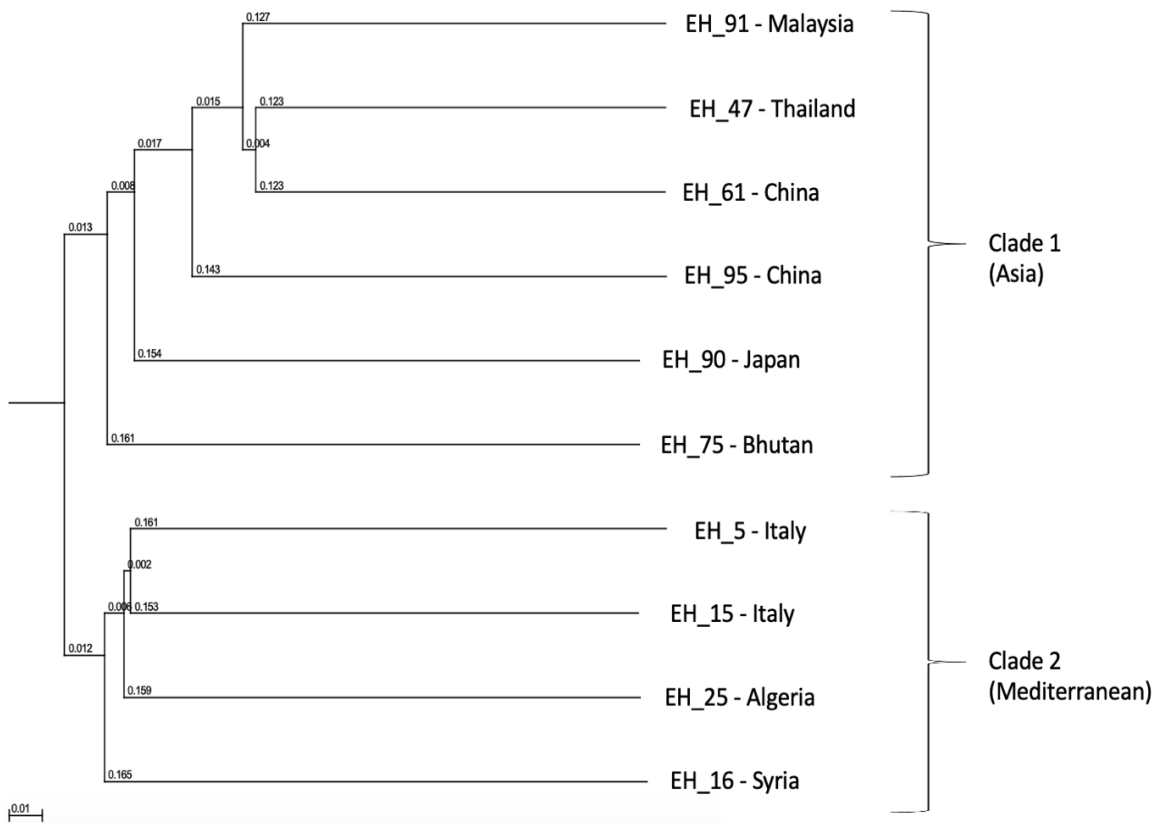 0.127
EH_91 - Malaysia
0.015
0.123
EH_47 - Thailand
0.017
0.004
0.008
0.123
EH_61 - China
0.013
Clade 1
(Asia)
0.143
EH_95 - China
0.154
EH_90 - Japan
0.161
EH_75 - Bhutan
0.161
EH_5 - Italy
0.002
0.006
0.153
EH_15 - Italy
0.012
Clade 2
(Mediterranean)
0.159
EH_25 - Algeria
0.165
EH_16 - Syria
0.01